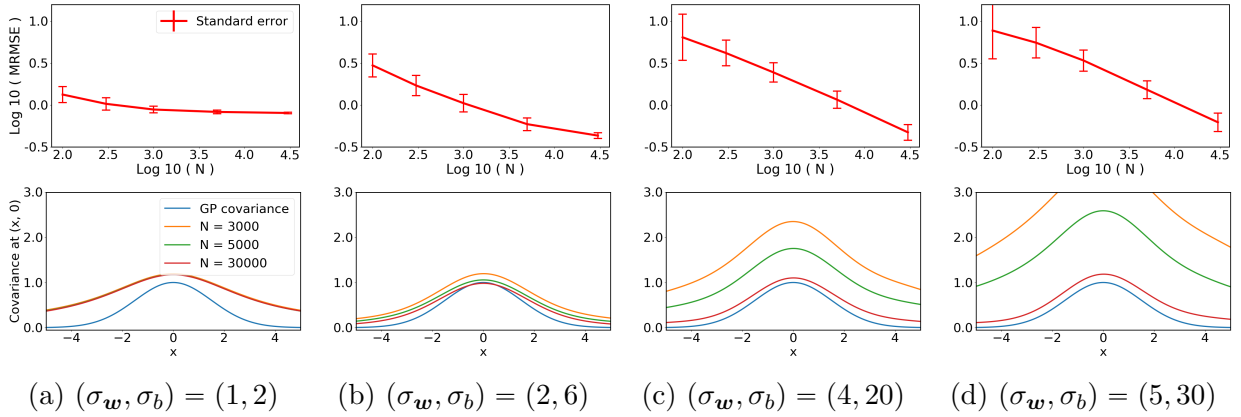 Log 10 ( MRMSE )
1.0
0.5
0.0
-0.5
Standard error
2.0 2.5 3.0 3.5 4.0 4.5
Log 10 ( N )
1.0
0.5
0.0
-0.5
2.0 2.5 3.0 3.5 4.0 4.5
Log 10 ( N )
1.0
0.5
0.0
-0.5
2.0 2.5 3.0 3.5 4.0 4.5
Log 10 ( N )
1.0
0.5
0.0
-0.5
2.0 2.5 3.0 3.5 4.0 4.5
Log 10 ( N )
Covariance at (x, 0)
3.0
2.0
1.0
0.0
GP covariance
N = 3000
N = 5000
N = 30000
−4 −2 0 2 4
x
3.0
2.0
1.0
0.0
−4 −2 0 2 4
x
3.0
2.0
1.0
0.0
−4 −2 0 2 4
x
3.0
2.0
1.0
0.0
−4 −2 0 2 4
x
(a) (σ_w, σ_b) = (1, 2)
(b) (σ_w, σ_b) = (2, 6)
(c) (σ_w, σ_b) = (4, 20)
(d) (σ_w, σ_b) = (5, 30)